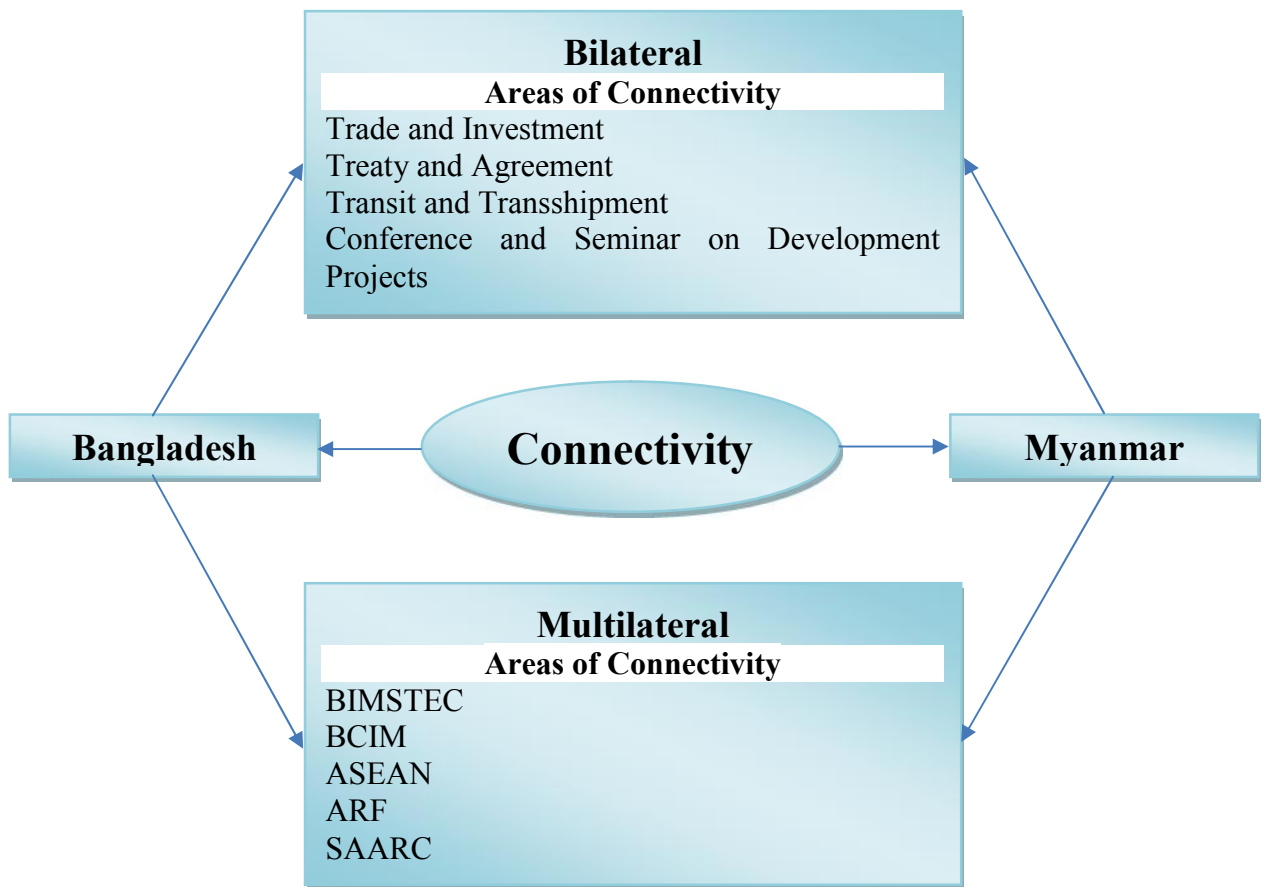 Bilateral
Areas of Connectivity
Trade and Investment
Treaty and Agreement
Transit and Transshipment
Conference and Seminar on Development
Projects
Bangladesh
Connectivity
Myanmar
Multilateral
Areas of Connectivity
BIMSTEC
BCIM
ASEAN
ARF
SAARC